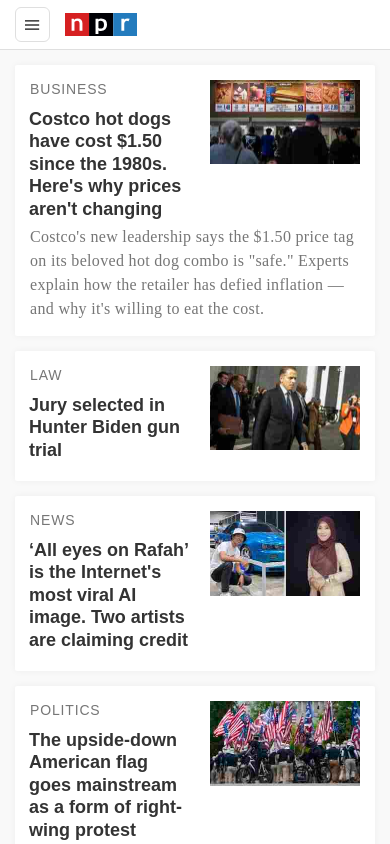 npr
BUSINESS
Costco hot dogs
have cost $1.50
since the 1980s.
Here's why prices
aren't changing
Costco's new leadership says the $1.50 price tag
on its beloved hot dog combo is "safe." Experts
explain how the retailer has defied inflation —
and why it's willing to eat the cost.
LAW
Jury selected in
Hunter Biden gun
trial
NEWS
‘All eyes on Rafah’
is the Internet's
most viral AI
image. Two artists
are claiming credit
POLITICS
The upside-down
American flag
goes mainstream
as a form of right-
wing protest